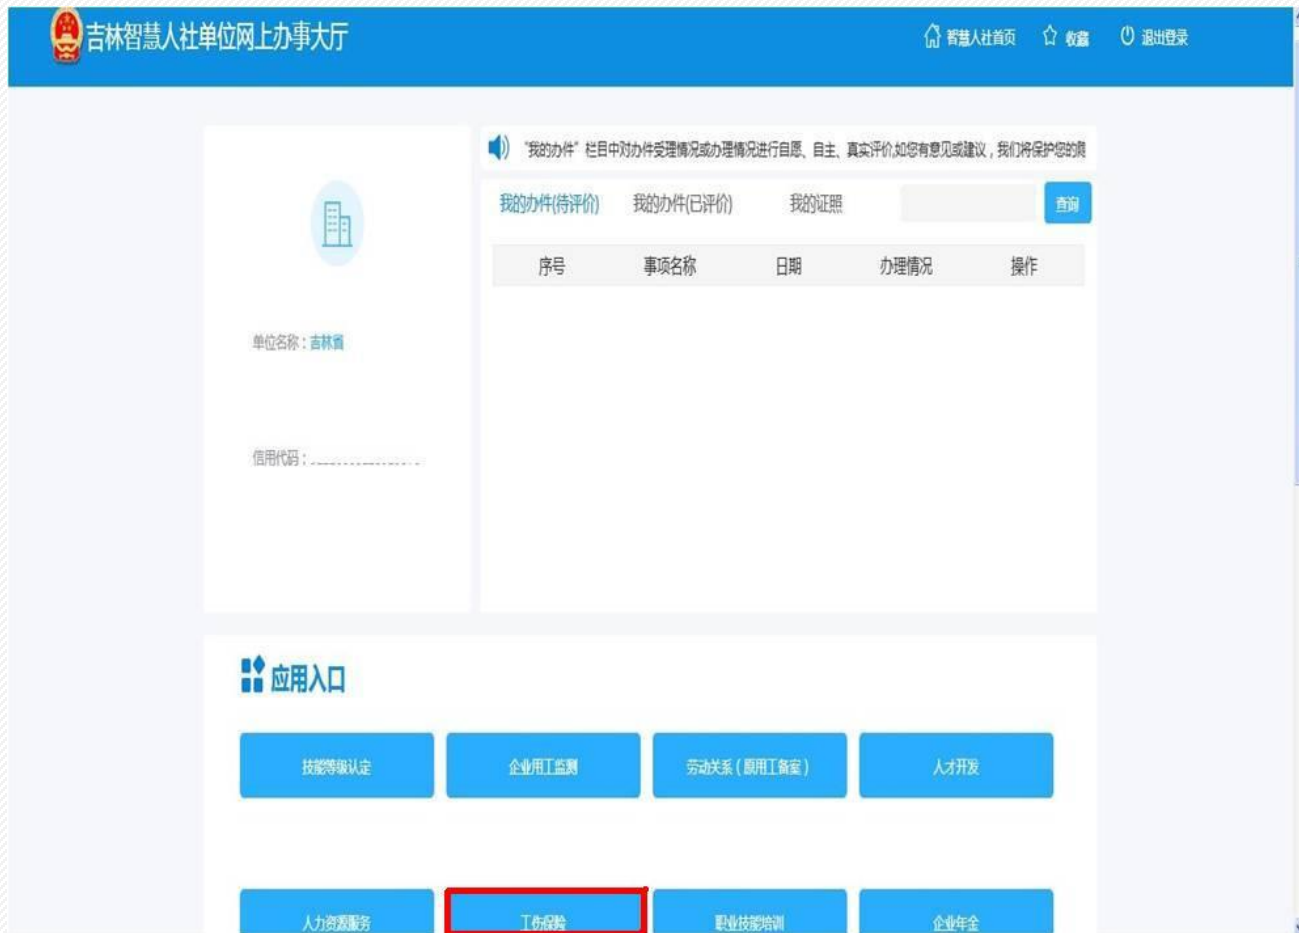 吉林智慧人社单位网上办事大厅
智慧人社首页 收藏 退出登录
“我的办件”栏目中对办件受理情况或办理情况进行自愿、自主、真实评价,如您有意见或建议，我们将保护您的
我的办件(待评价) 我的办件(已评价) 我的证照 查询
序号 事项名称 日期 办理情况 操作
单位名称：吉林省
信用代码：
应用入口
技能等级认定 企业用工监测 劳动关系（原用工备案） 人才开发
人力资源服务 工伤保险 职业技能培训 企业年金